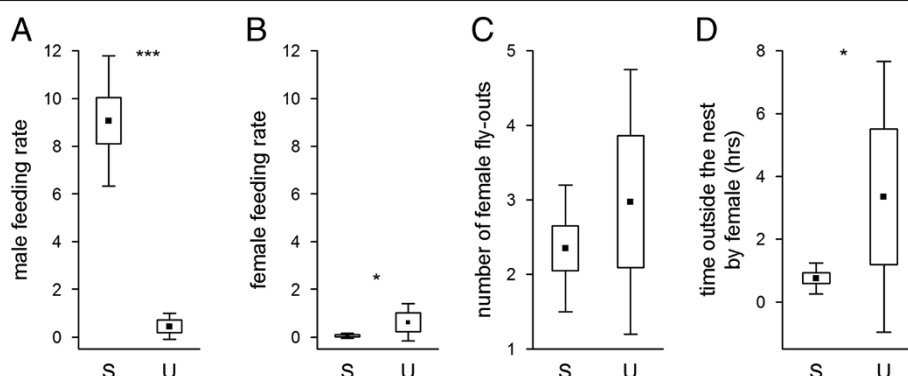 A
male feeding rate
12
10
8
6
4
2
0
***
S U
B
female feeding rate
12
10
8
6
4
2
0
*
S U
C
number of female fly-outs
5
4
3
2
1
S U
D
time outside the nest
by female (hrs)
8
6
4
2
0
*
S U